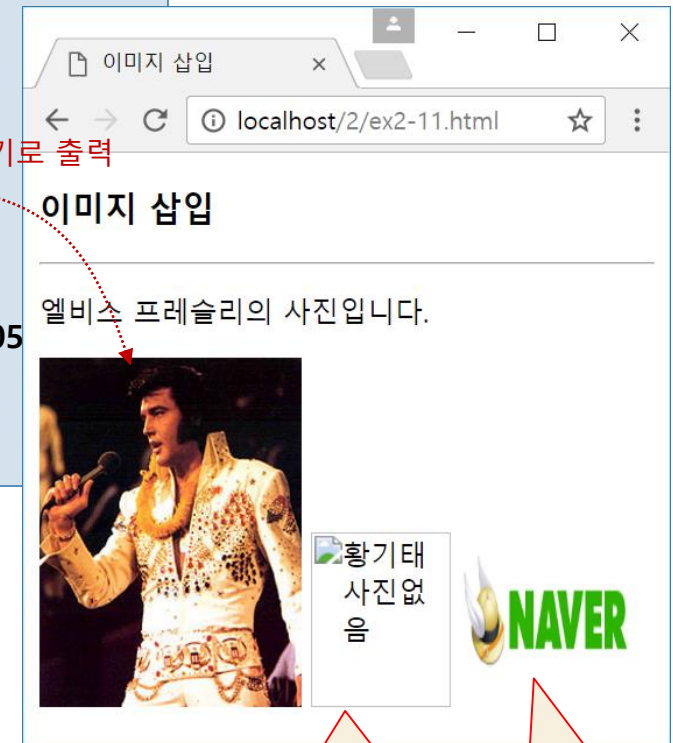 이미지 삽입
localhost/2/ex2-11.html
기로 출력
이미지 삽입
엘비스 프레슬리의 사진입니다.
95
황기태
사진없
음
NAVER